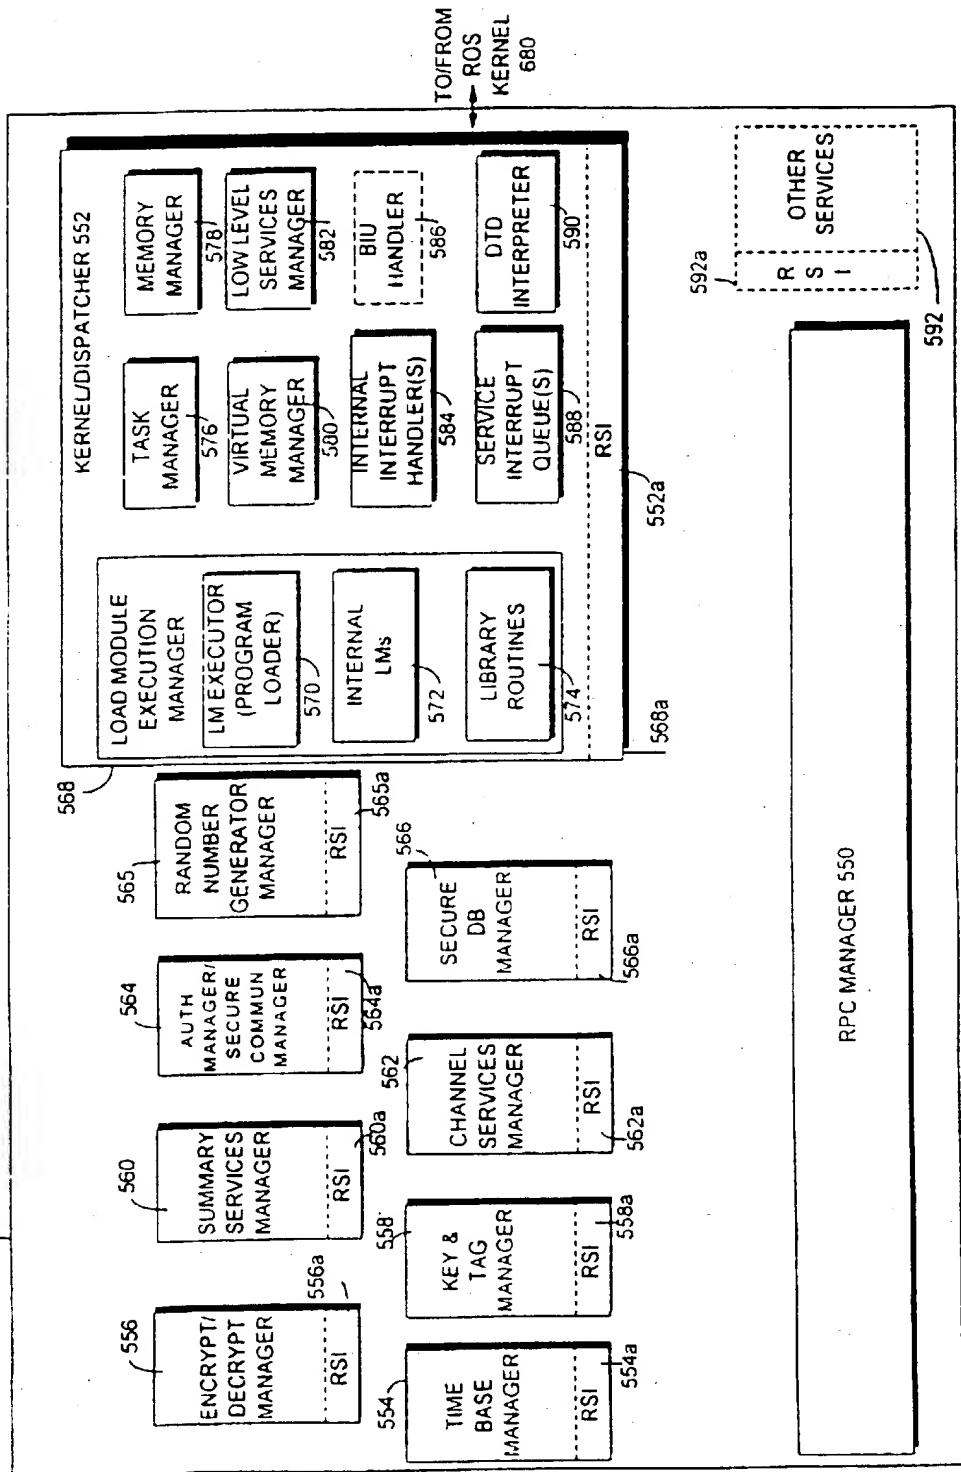 TO/FROM
ROS
KERNEL
680
KERNEL/DISPATCHER 552
568
LOAD MODULE
EXECUTION
MANAGER
LM EXECUTOR
(PROGRAM
LOADER)
570
INTERNAL
LMs
572
LIBRARY
ROUTINES
574
TASK
MANAGER
576
VIRTUAL
MEMORY
MANAGER
580
INTERNAL
INTERRUPT
HANDLER(S)
584
SERVICE
INTERRUPT
QUEUE(S)
588
MEMORY
MANAGER
578
LOW LEVEL
SERVICES
MANAGER
582
BIU
HANDLER
586
DTD
INTERPRETER
590
RSI
552a
568a
556
ENCRYPT/
DECRYPT
MANAGER
RSI
556a
560
SUMMARY
SERVICES
MANAGER
RSI
560a
564
AUTH
MANAGER/
SECURE
COMMUN
MANAGER
RSI
564a
565
RANDOM
NUMBER
GENERATOR
MANAGER
RSI
565a
554
TIME
BASE
MANAGER
RSI
554a
558
KEY &
TAG
MANAGER
RSI
558a
562
CHANNEL
SERVICES
MANAGER
RSI
562a
566
SECURE
DB
MANAGER
RSI
566a
RPC MANAGER 550
592a
R
S
I
OTHER
SERVICES
592